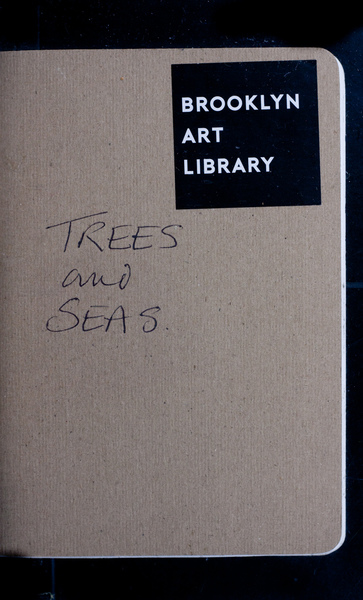 BROOKLYN
ART
LIBRARY
TREES
and
SEAS.